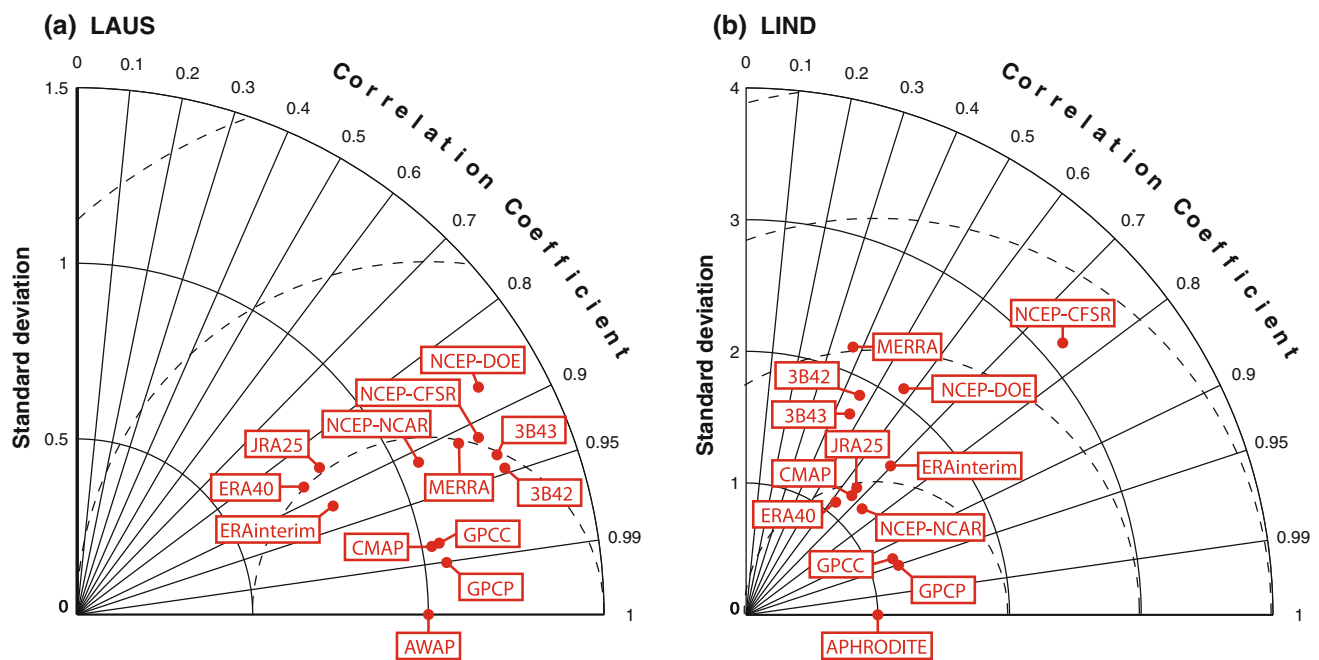 (a) LAUS
0
0.1
0.2
0.3
0.4
0.5
0.6
0.7
0.8
0.9
0.95
0.99
1
Correlation Coefficient
Standard deviation
1.5
1
0.5
0
NCEP-DOE
NCEP-CFSR
NCEP-NCAR
3B43
JRA25
MERRA
3B42
ERA40
ERAinterim
CMAP
GPCC
GPCP
AWAP
(b) LIND
0
0.1
0.2
0.3
0.4
0.5
0.6
0.7
0.8
0.9
0.95
0.99
1
Correlation Coefficient
Standard deviation
4
3
2
1
0
NCEP-CFSR
MERRA
3B42
NCEP-DOE
3B43
JRA25
ERAinterim
CMAP
ERA40
NCEP-NCAR
GPCC
GPCP
APHRODITE